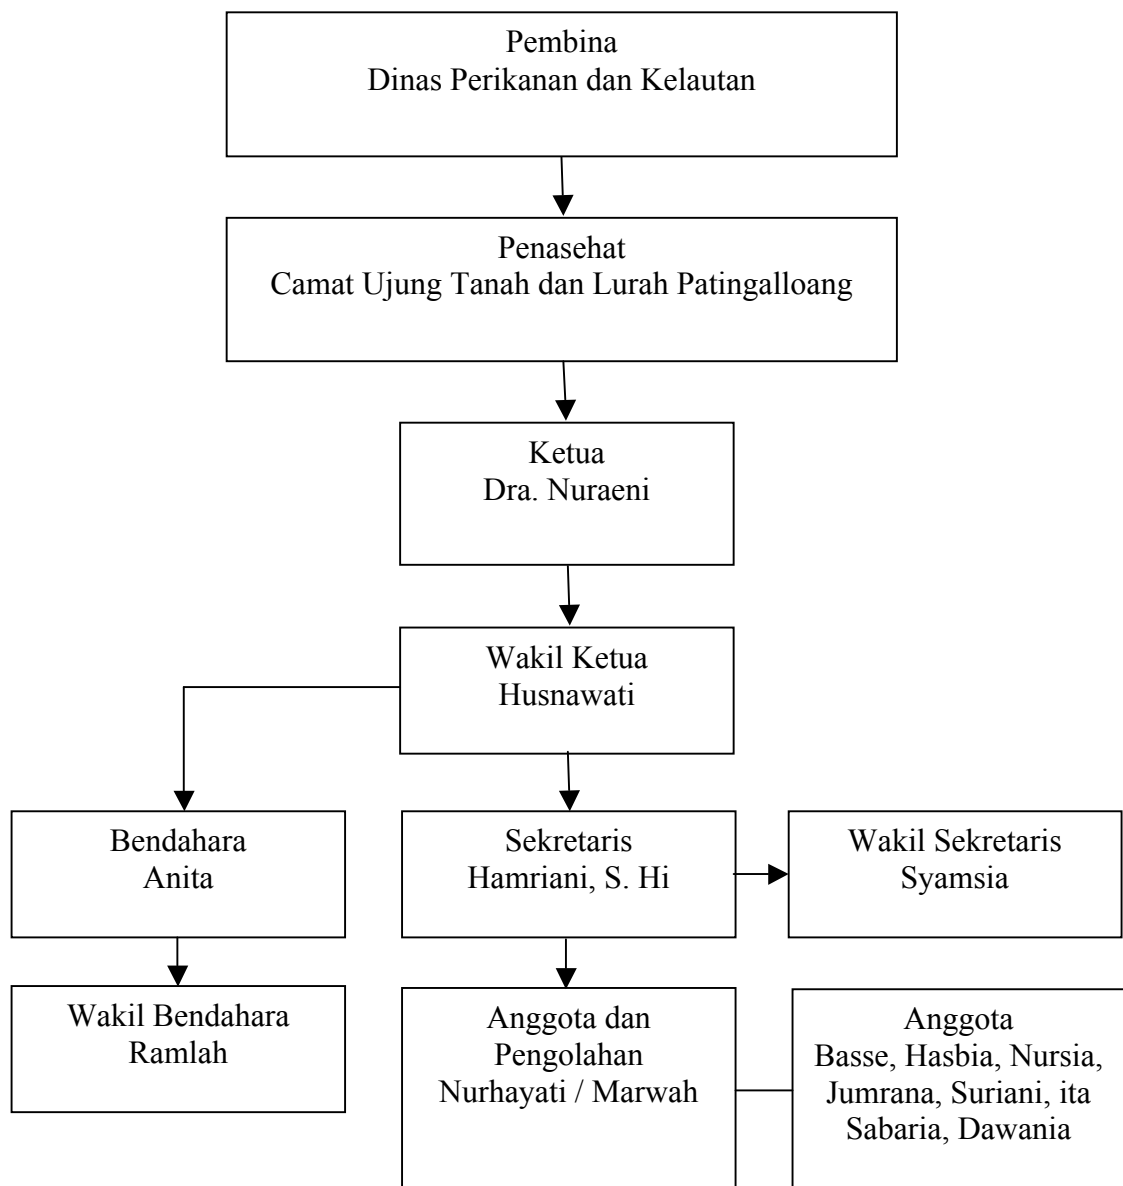 Pembina
Dinas Perikanan dan Kelautan
Penasehat
Camat Ujung Tanah dan Lurah Patingalloang
Ketua
Dra. Nuraeni
Wakil Ketua
Husnawati
Bendahara
Anita
Sekretaris
Hamriani, S. Hi
Wakil Sekretaris
Syamsia
Wakil Bendahara
Ramlah
Anggota dan
Pengolahan
Nurhayati / Marwah
Anggota
Basse, Hasbia, Nursia,
Jumrana, Suriani, ita
Sabaria, Dawania